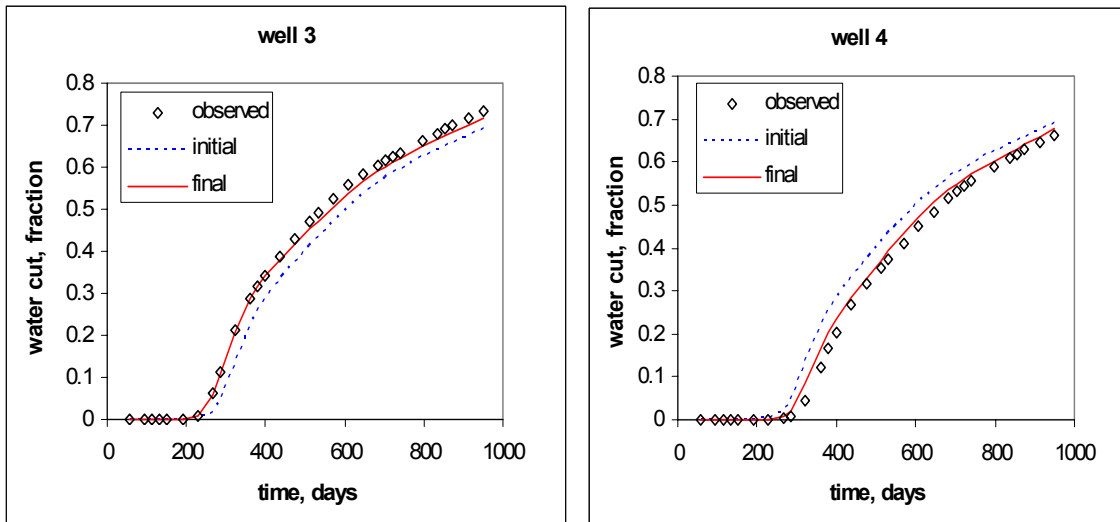 well 3
0.8
0.7
0.6
0.5
0.4
0.3
0.2
0.1
0
water cut, fraction
observed
initial
final
0 200 400 600 800 1000
time, days
well 4
0.8
0.7
0.6
0.5
0.4
0.3
0.2
0.1
0
water cut, fraction
observed
initial
final
0 200 400 600 800 1000
time, days